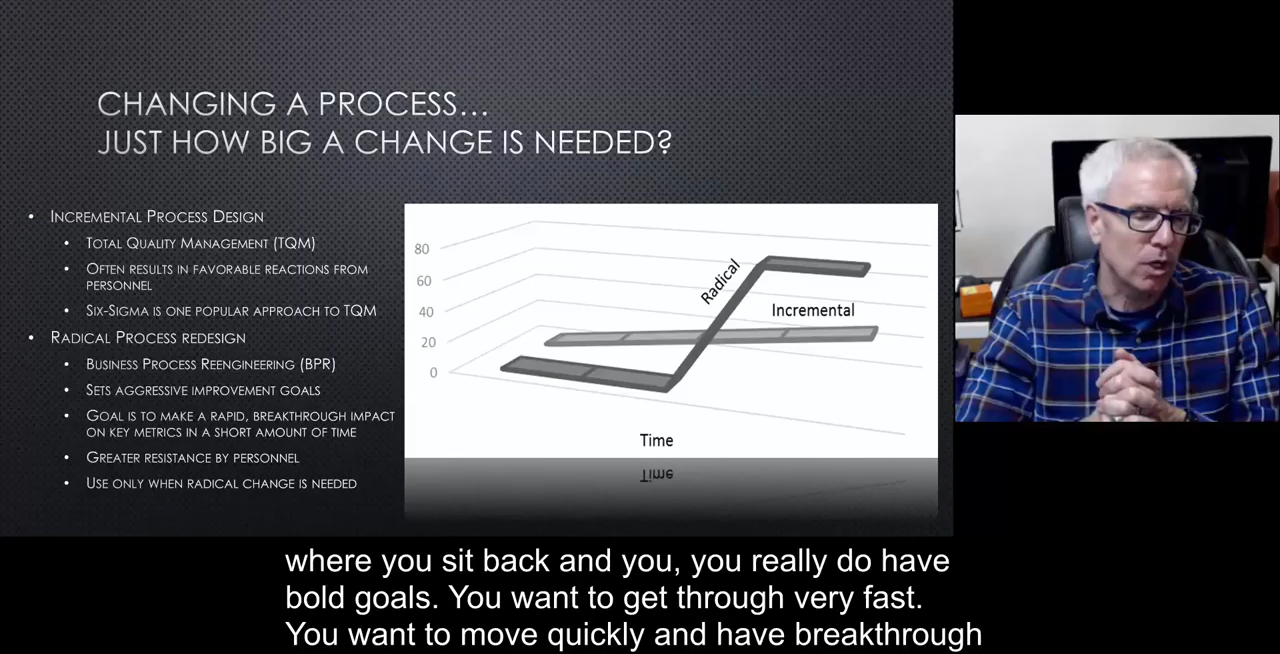 CHANGING A PROCESS…
JUST HOW BIG A CHANGE IS NEEDED?
• INCREMENTAL PROCESS DESIGN
• TOTAL QUALITY MANAGEMENT (TQM)
• OFTEN RESULTS IN FAVORABLE REACTIONS FROM
PERSONNEL
• SIX-SIGMA IS ONE POPULAR APPROACH TO TQM
• RADICAL PROCESS REDESIGN
• BUSINESS PROCESS REENGINEERING (BPR)
• SETS AGGRESSIVE IMPROVEMENT GOALS
• GOAL IS TO MAKE A RAPID, BREAKTHROUGH IMPACT
ON KEY METRICS IN A SHORT AMOUNT OF TIME
• GREATER RESISTANCE BY PERSONNEL
• USE ONLY WHEN RADICAL CHANGE IS NEEDED
80
60
40
20
0
Radical
Incremental
Time
Time
where you sit back and you, you really do have
bold goals. You want to get through very fast.
You want to move quickly and have breakthrough